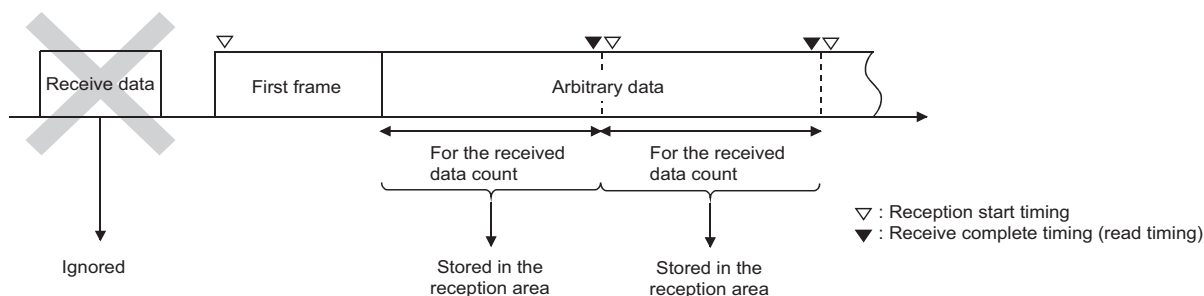 Receive data
First frame
Arbitrary data
For the received
data count
For the received
data count
▽ : Reception start timing
▼ : Receive complete timing (read timing)
Ignored
Stored in the
reception area
Stored in the
reception area